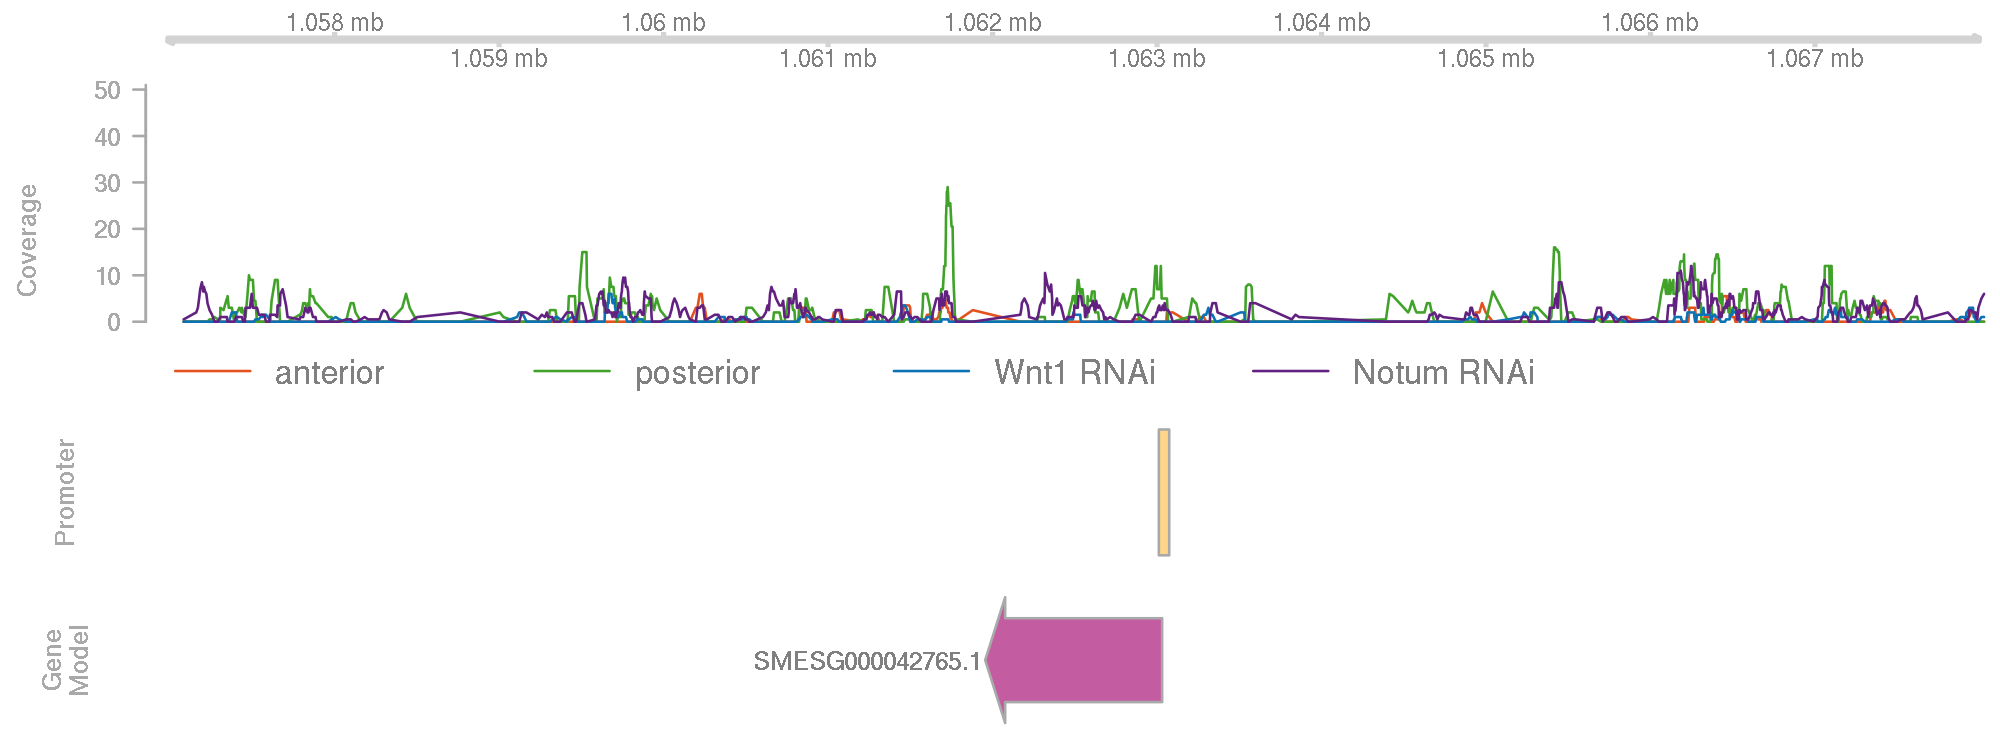 1.058 mb 1.06 mb 1.062 mb 1.064 mb 1.066 mb
1.059 mb 1.061 mb 1.063 mb 1.065 mb 1.067 mb
50
40
30
20
10
0
Coverage
anterior posterior Wnt1 RNAi Notum RNAi
Promoter
Gene
Model
SMESG000042765.1